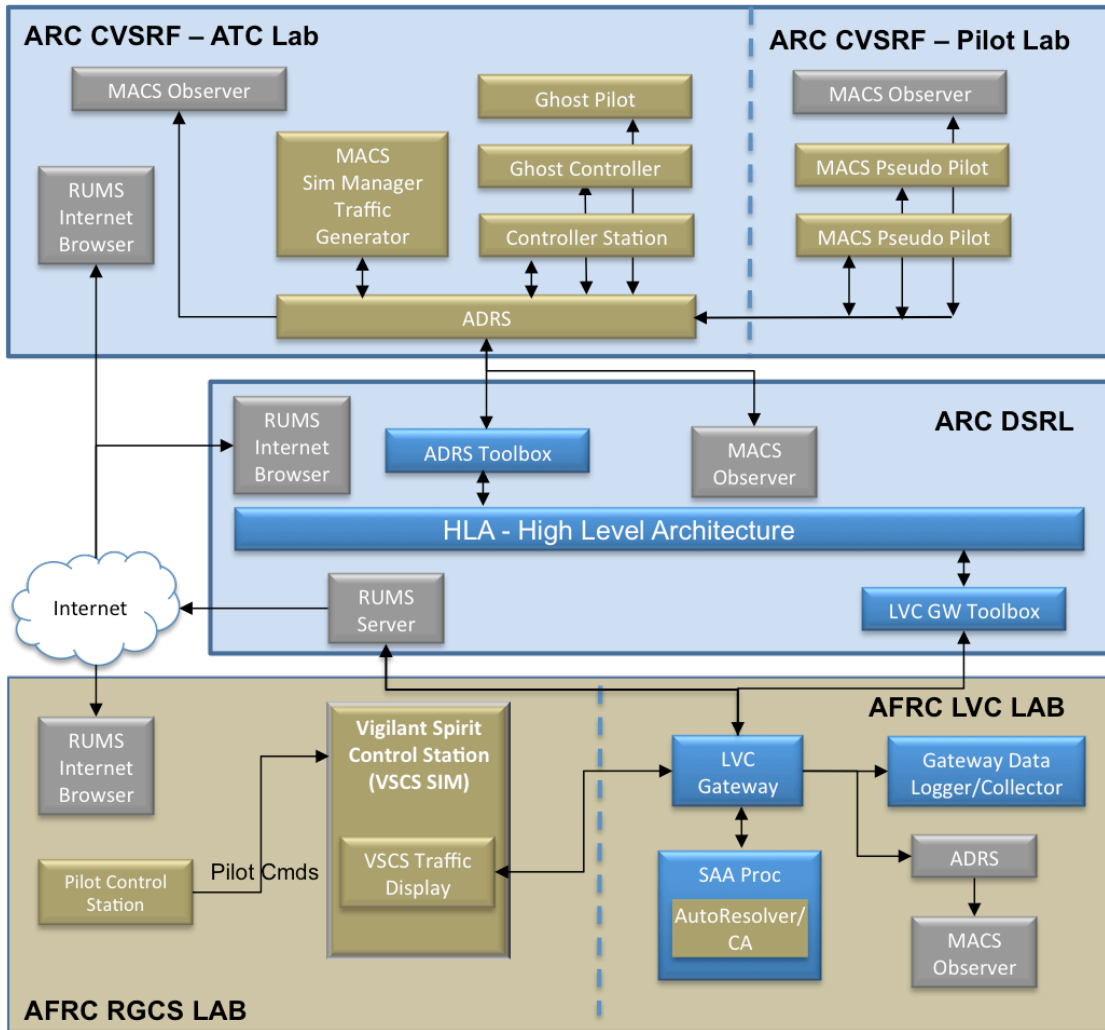 ARC CVSRF – ATC Lab
ARC CVSRF – Pilot Lab
MACS Observer
Ghost Pilot
MACS Observer
MACS
Sim Manager
Traffic
Generator
Ghost Controller
MACS Pseudo Pilot
RUMS
Internet
Browser
Controller Station
MACS Pseudo Pilot
ADRS
ARC DSRL
RUMS
Internet
Browser
ADRS Toolbox
MACS
Observer
HLA - High Level Architecture
Internet
RUMS
Server
LVC GW Toolbox
AFRC LVC LAB
RUMS
Internet
Browser
Vigilant Spirit
Control Station
(VSCS SIM)
LVC
Gateway
Gateway Data
Logger/Collector
Pilot Control
Station
Pilot Cmds
VSCS Traffic
Display
SAA Proc
AutoResolver/
CA
ADRS
MACS
Observer
AFRC RGCS LAB